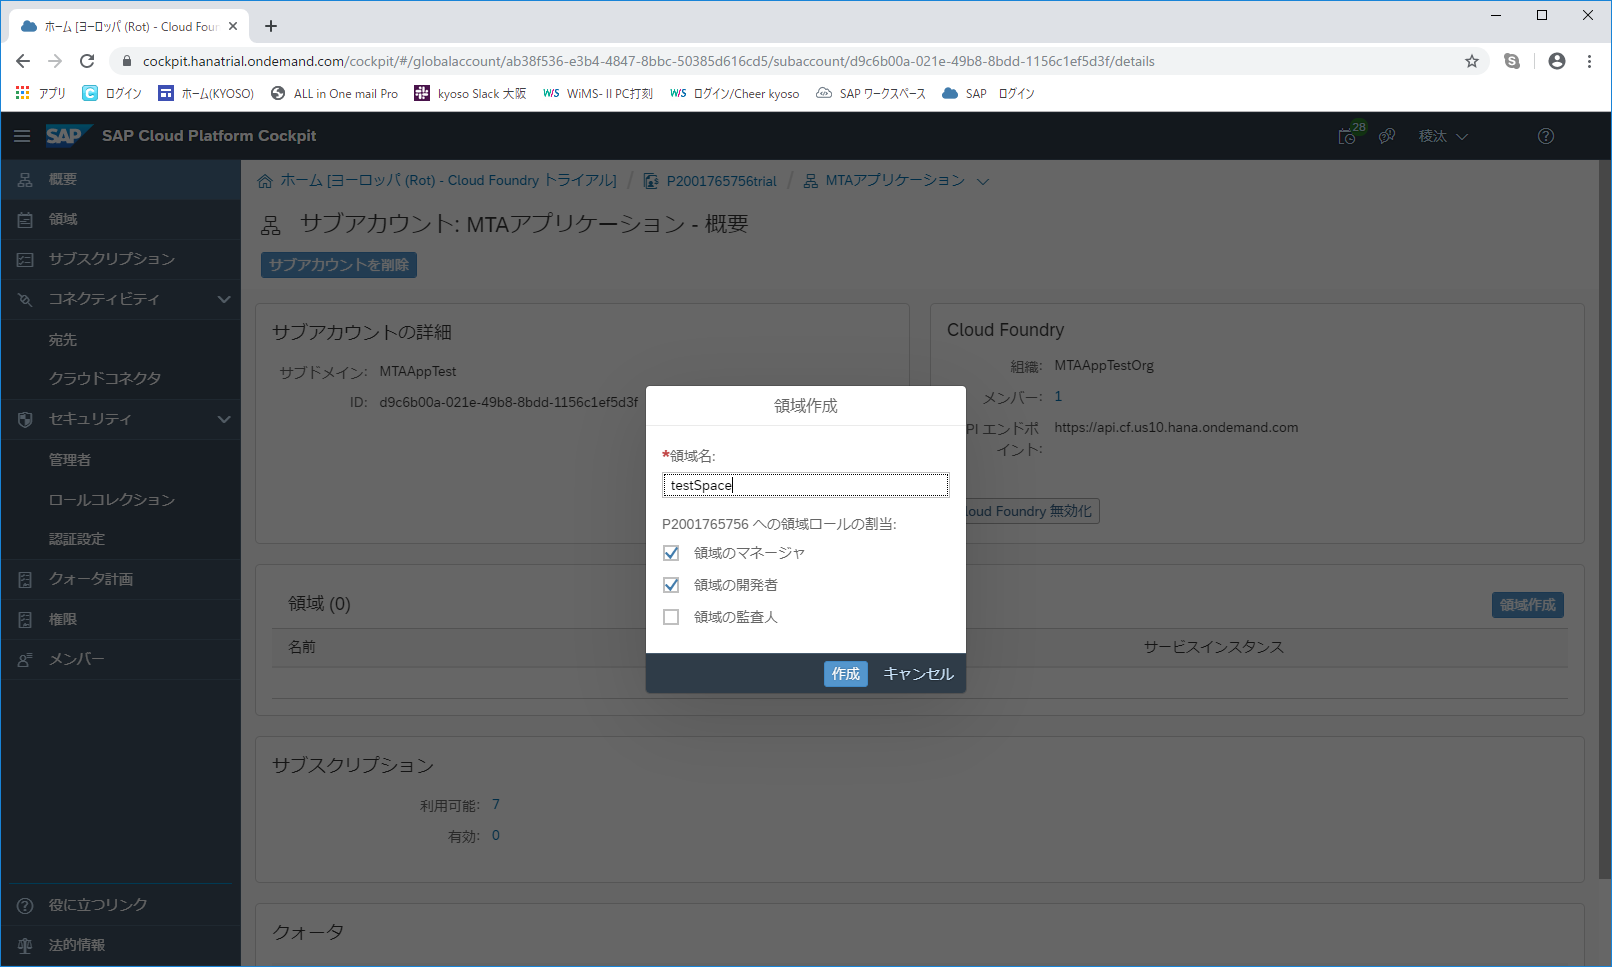 ホーム [ヨーロッパ (Rot) - Cloud Foun
cockpit.hanatrial.ondemand.com/cockpit/#/globalaccount/ab38f536-e3b4-4847-8bbc-50385d616cd5/subaccount/d9c6b00a-021e-49b8-8bdd-1156c1ef5d3f/details
アプリ ログイン ホーム(KYOSO) ALL in One mail Pro kyoso Slack 大阪 WiMS-II PC打刻 ログイン/Cheer kyoso SAP ワークスペース SAP ログイン
SAP SAP Cloud Platform Cockpit 28 稜汰
概要
領域
サブスクリプション
コネクティビティ
宛先
クラウドコネクタ
セキュリティ
管理者
ロールコレクション
認証設定
クォータ計画
権限
メンバー
役に立つリンク
法的情報
ホーム [ヨーロッパ (Rot) - Cloud Foundry トライアル] / P2001765756trial / MTAアプリケーション
サブアカウント: MTAアプリケーション - 概要
サブアカウントを削除
サブアカウントの詳細
サブドメイン: MTAAppTest
ID: d9c6b00a-021e-49b8-8bdd-1156c1ef5d3f
Cloud Foundry
組織: MTAAppTestOrg
メンバー: 1
PI エンドポイント: https://api.cf.us10.hana.ondemand.com
loud Foundry 無効化
領域作成
*領域名:
testSpace
P2001765756 への領域ロールの割当:
領域のマネージャ
領域の開発者
領域の監査人
作成 キャンセル
領域 (0) 領域作成
名前 サービスインスタンス
サブスクリプション
利用可能: 7
有効: 0
クォータ